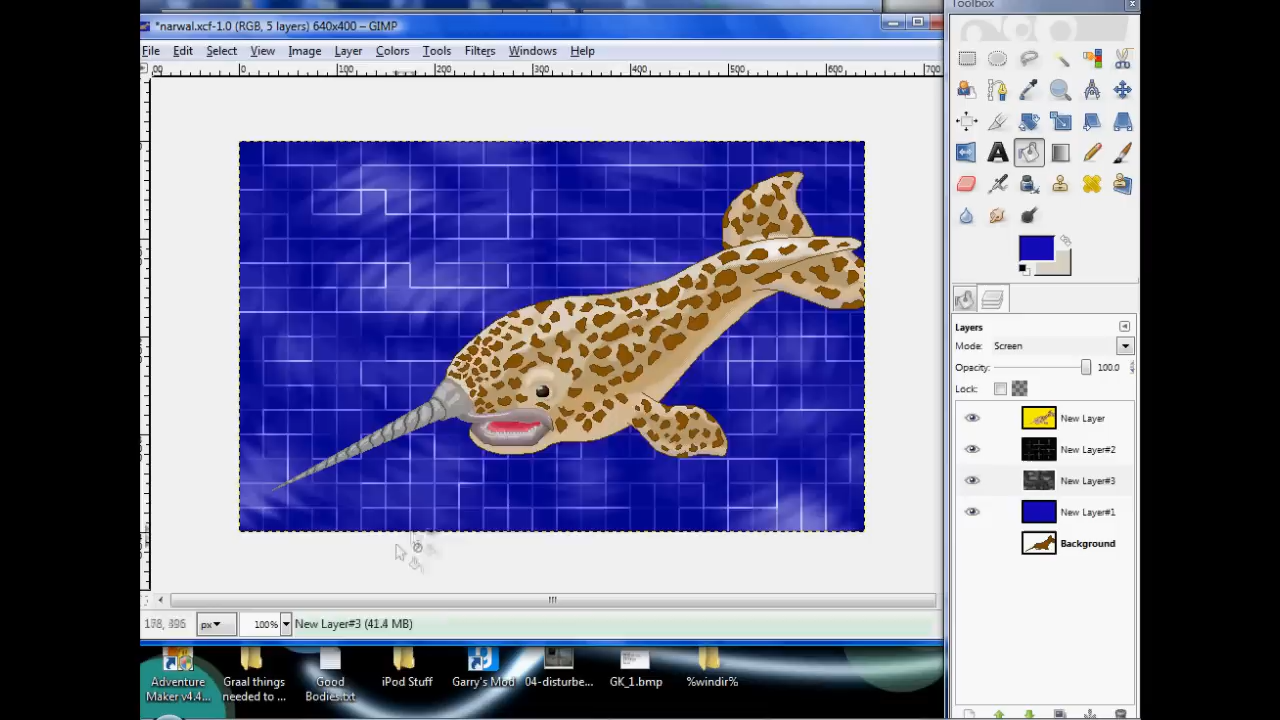 *narwal.xcf-1.0 (RGB, 5 layers) 640x400 – GIMP
Toolbox
File Edit Select View Image Layer Colors Tools Filters Windows Help
0 100 200 300 400 500 600 700
Layers
Mode: Screen
Opacity: 100.0
Lock:
New Layer
New Layer#2
New Layer#3
New Layer#1
Background
px 100% New Layer#3 (41.4 MB)
Adventure Maker v4.4...
Graal things needed to ...
Good Bodies.txt
iPod Stuff
Garry's Mod
04-disturbe...
GK_1.bmp
%windir%